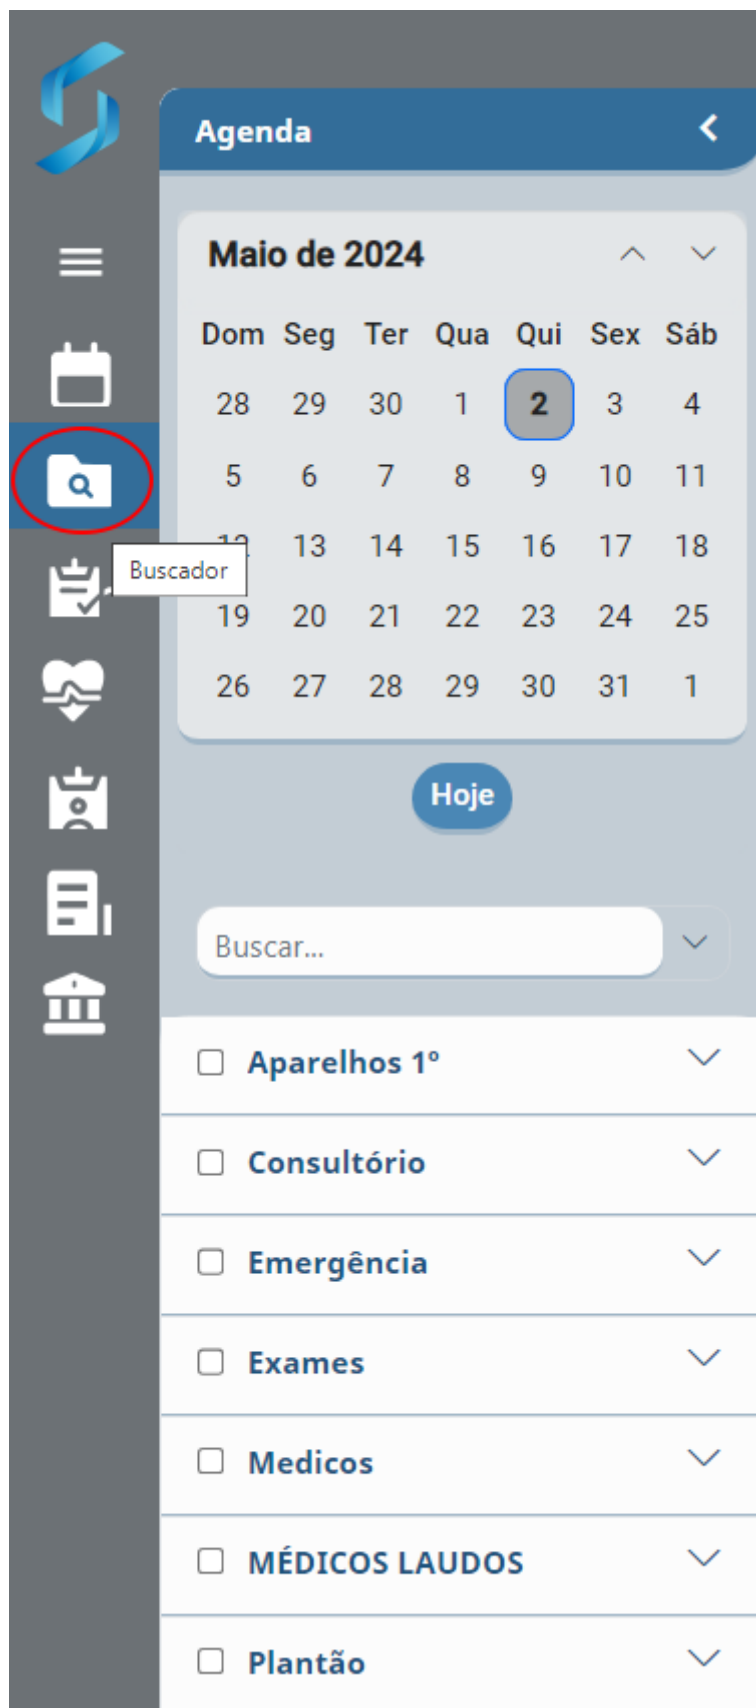 Agenda
Maio de 2024
Dom Seg Ter Qua Qui Sex Sáb
28 29 30 1 2 3 4
5 6 7 8 9 10 11
12 13 14 15 16 17 18
Buscador
19 20 21 22 23 24 25
26 27 28 29 30 31 1
Hoje
Buscar...
Aparelhos 1º
Consultório
Emergência
Exames
Medicos
MÉDICOS LAUDOS
Plantão